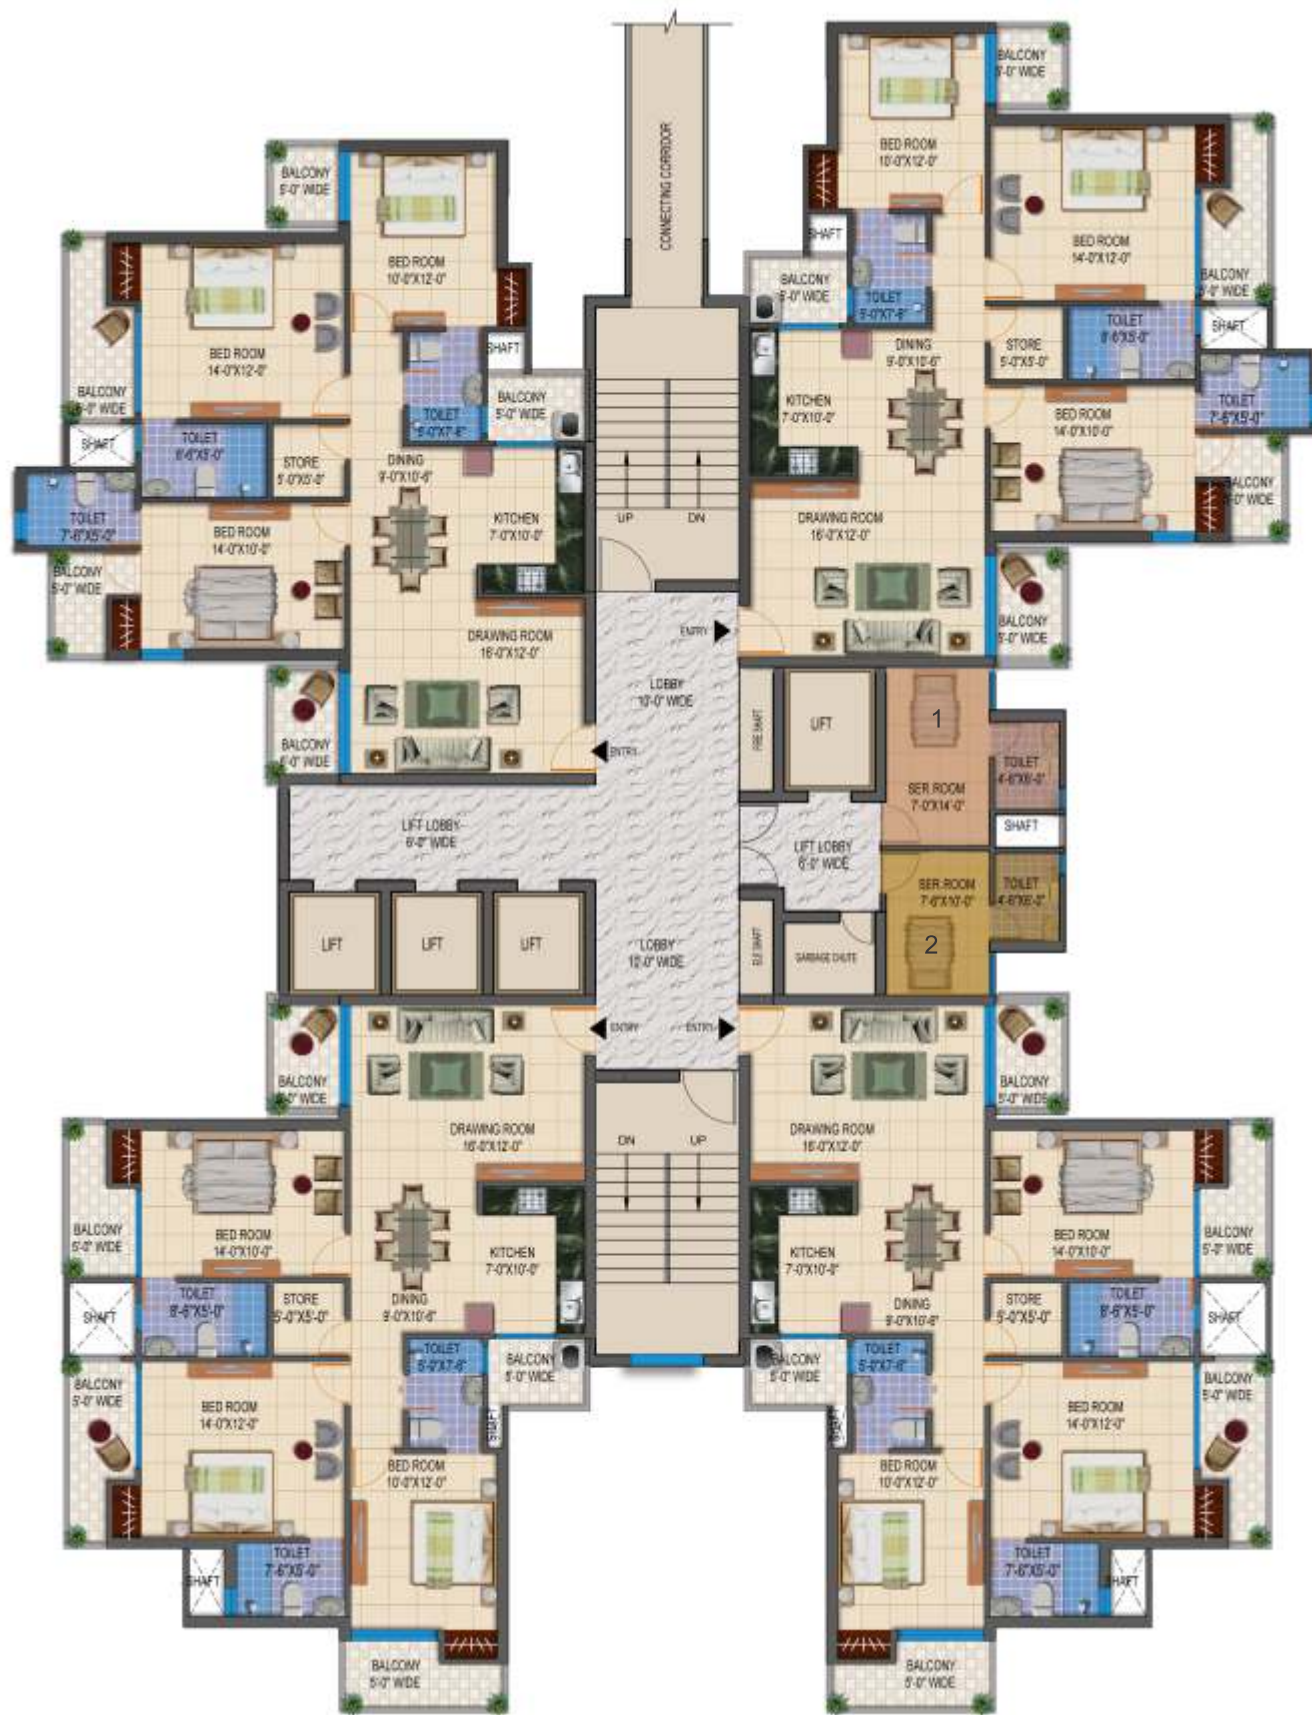 CONNECTING CORRIDOR
BALCONY
5'-0" WIDE
BED ROOM
10'-0"X12'-0"
BED ROOM
14'-0"X12'-0"
BALCONY
5'-0" WIDE
SHAFT
TOILET
8'-6"X5'-0"
STORE
5'-0"X5'-0"
TOILET
5'-0"X7'-6"
SHAFT
BALCONY
5'-0" WIDE
DINING
9'-0"X10'-6"
KITCHEN
7'-0"X10'-0"
TOILET
7'-6"X5'-0"
BED ROOM
14'-0"X10'-0"
BALCONY
5'-0" WIDE
DRAWING ROOM
16'-0"X12'-0"
BALCONY
5'-0" WIDE
ENTRY
BALCONY
5'-0" WIDE
BED ROOM
10'-0"X12'-0"
BED ROOM
14'-0"X12'-0"
BALCONY
5'-0" WIDE
SHAFT
BALCONY
5'-0" WIDE
TOILET
5'-0"X7'-6"
DINING
9'-0"X10'-6"
STORE
5'-0"X5'-0"
TOILET
8'-6"X5'-0"
SHAFT
KITCHEN
7'-0"X10'-0"
BED ROOM
14'-0"X10'-0"
TOILET
7'-6"X5'-0"
BALCONY
5'-0" WIDE
DRAWING ROOM
16'-0"X12'-0"
BALCONY
5'-0" WIDE
ENTRY
UP
DN
LOBBY
10'-0" WIDE
FIRE SHAFT
LIFT
1
SER.ROOM
7'-0"X14'-0"
TOILET
4'-6"X6'-0"
SHAFT
LIFT LOBBY
6'-0" WIDE
LIFT LOBBY
6'-0" WIDE
SER.ROOM
7'-6"X10'-0"
TOILET
4'-6"X6'-0"
2
LIFT
LIFT
LIFT
LOBBY
10'-0" WIDE
ELE SHAFT
GARBAGE CHUTE
ENTRY
ENTRY
DN
UP
BALCONY
5'-0" WIDE
DRAWING ROOM
16'-0"X12'-0"
BALCONY
5'-0" WIDE
BED ROOM
14'-0"X10'-0"
KITCHEN
7'-0"X10'-0"
SHAFT
TOILET
8'-6"X5'-0"
STORE
5'-0"X5'-0"
DINING
9'-0"X10'-6"
TOILET
5'-0"X7'-6"
BALCONY
5'-0" WIDE
SHAFT
BALCONY
5'-0" WIDE
BED ROOM
14'-0"X12'-0"
BED ROOM
10'-0"X12'-0"
TOILET
7'-6"X5'-0"
SHAFT
BALCONY
5'-0" WIDE
BALCONY
5'-0" WIDE
DRAWING ROOM
16'-0"X12'-0"
BED ROOM
14'-0"X10'-0"
BALCONY
5'-0" WIDE
KITCHEN
7'-0"X10'-0"
DINING
9'-0"X10'-6"
STORE
5'-0"X5'-0"
TOILET
8'-6"X5'-0"
SHAFT
BALCONY
5'-0" WIDE
TOILET
5'-0"X7'-6"
SHAFT
BED ROOM
14'-0"X12'-0"
BALCONY
5'-0" WIDE
BED ROOM
10'-0"X12'-0"
TOILET
7'-6"X5'-0"
SHAFT
BALCONY
5'-0" WIDE